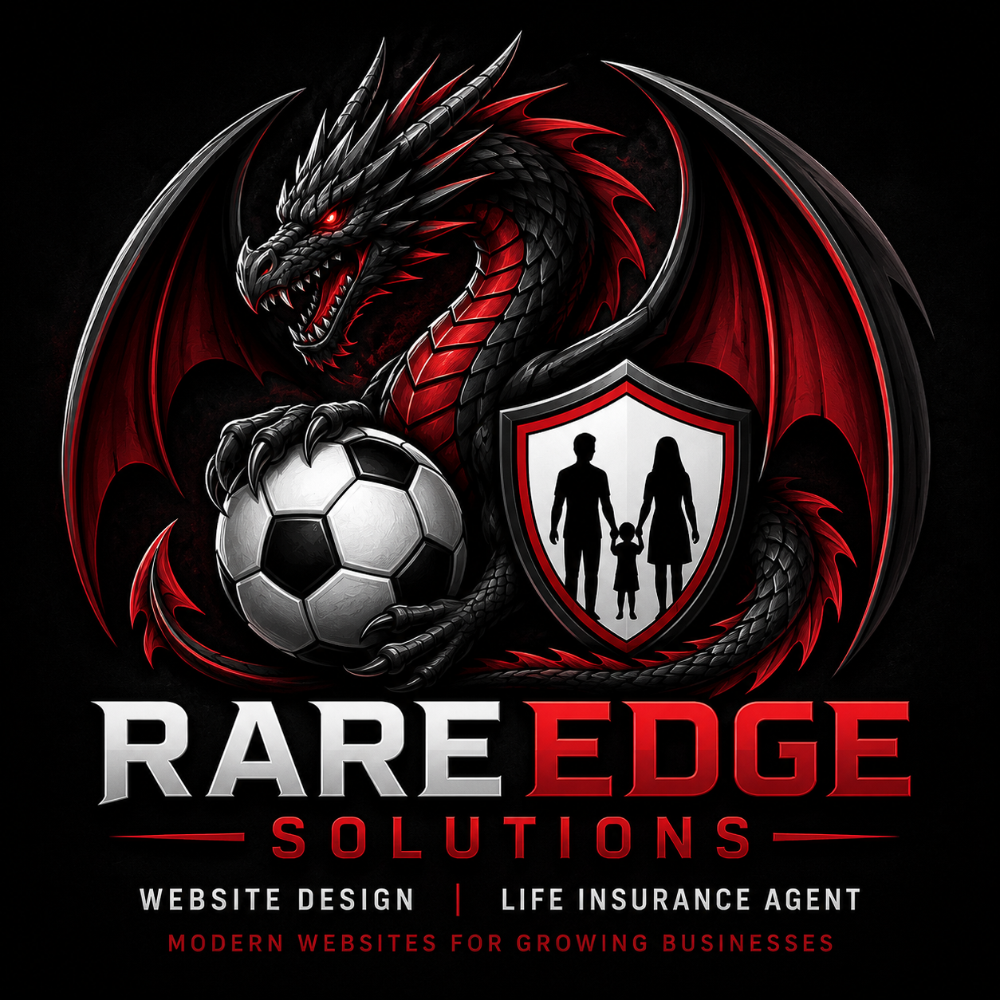 RARE EDGE
SOLUTIONS
WEBSITE DESIGN | LIFE INSURANCE AGENT
MODERN WEBSITES FOR GROWING BUSINESSES